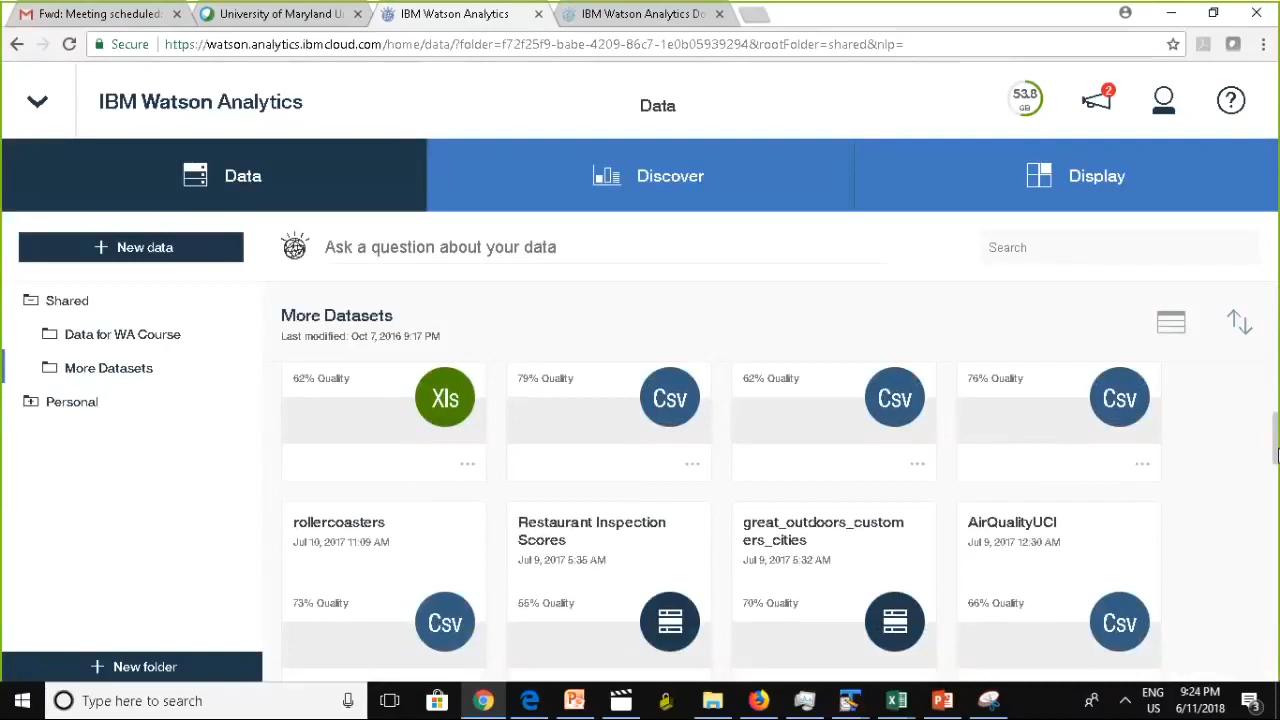 Fwd: Meeting schedule
University of Maryland U
IBM Watson Analytics
IBM Watson Analytics Do
Secure
https://watson.analytics.ibmcloud.com/home/data/?folder=f72f25f9-babe-4209-86c7-1e0b05939294&rootFolder=shared&nlp=
IBM Watson Analytics
Data
53.8
GB
2
?
Data
Discover
Display
+ New data
Ask a question about your data
Search
Shared
Data for WA Course
More Datasets
Personal
More Datasets
Last modified: Oct 7, 2016 9:17 PM
62% Quality
Xls
79% Quality
Csv
62% Quality
Csv
76% Quality
Csv
rollercoasters
Jul 10, 2017 11:09 AM
73% Quality
Csv
Restaurant Inspection
Scores
Jul 9, 2017 5:35 AM
55% Quality
great_outdoors_custom
ers_cities
Jul 9, 2017 5:32 AM
70% Quality
AirQualityUCI
Jul 9, 2017 12:30 AM
66% Quality
Csv
+ New folder
Type here to search
ENG
US
9:24 PM
6/11/2018
3